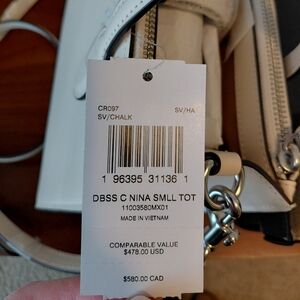 CR097 SV/HA
SV/CHALK
1 96395 31136 1
DBSS C NINA SMLL TOT
11003580MX01
MADE IN VIETNAM
COMPARABLE VALUE
$478.00 USD
$580.00 CAD